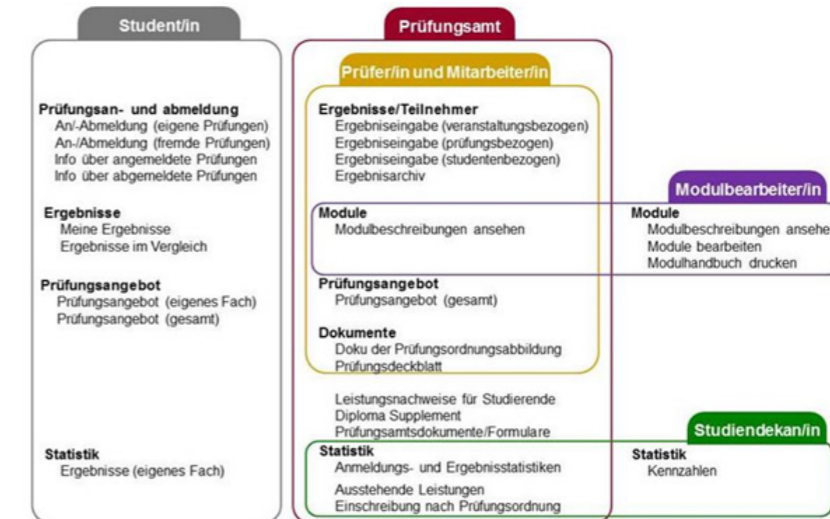 Student/in
Prüfungsan- und abmeldung
An/-Abmeldung (eigene Prüfungen)
An-/Abmeldung (fremde Prüfungen)
Info über angemeldete Prüfungen
Info über abgemeldete Prüfungen
Ergebnisse
Meine Ergebnisse
Ergebnisse im Vergleich
Prüfungsangebot
Prüfungsangebot (eigenes Fach)
Prüfungsangebot (gesamt)
Statistik
Ergebnisse (eigenes Fach)
Prüfungsamt
Prüfer/in und Mitarbeiter/in
Ergebnisse/Teilnehmer
Ergebniseingabe (veranstaltungsbezogen)
Ergebniseingabe (prüfungsbezogen)
Ergebniseingabe (studentenbezogen)
Ergebnisarchiv
Module
Modulbeschreibungen ansehen
Prüfungsangebot
Prüfungsangebot (gesamt)
Dokumente
Doku der Prüfungsordnungsabbildung
Prüfungsdeckblatt
Leistungsnachweise für Studierende
Diploma Supplement
Prüfungsamtsdokumente/Formulare
Statistik
Anmeldungs- und Ergebnisstatistiken
Ausstehende Leistungen
Einschreibung nach Prüfungsordnung
Modulbearbeiter/in
Module
Modulbeschreibungen ansehe
Module bearbeiten
Modulhandbuch drucken
Studiendekan/in
Statistik
Kennzahlen